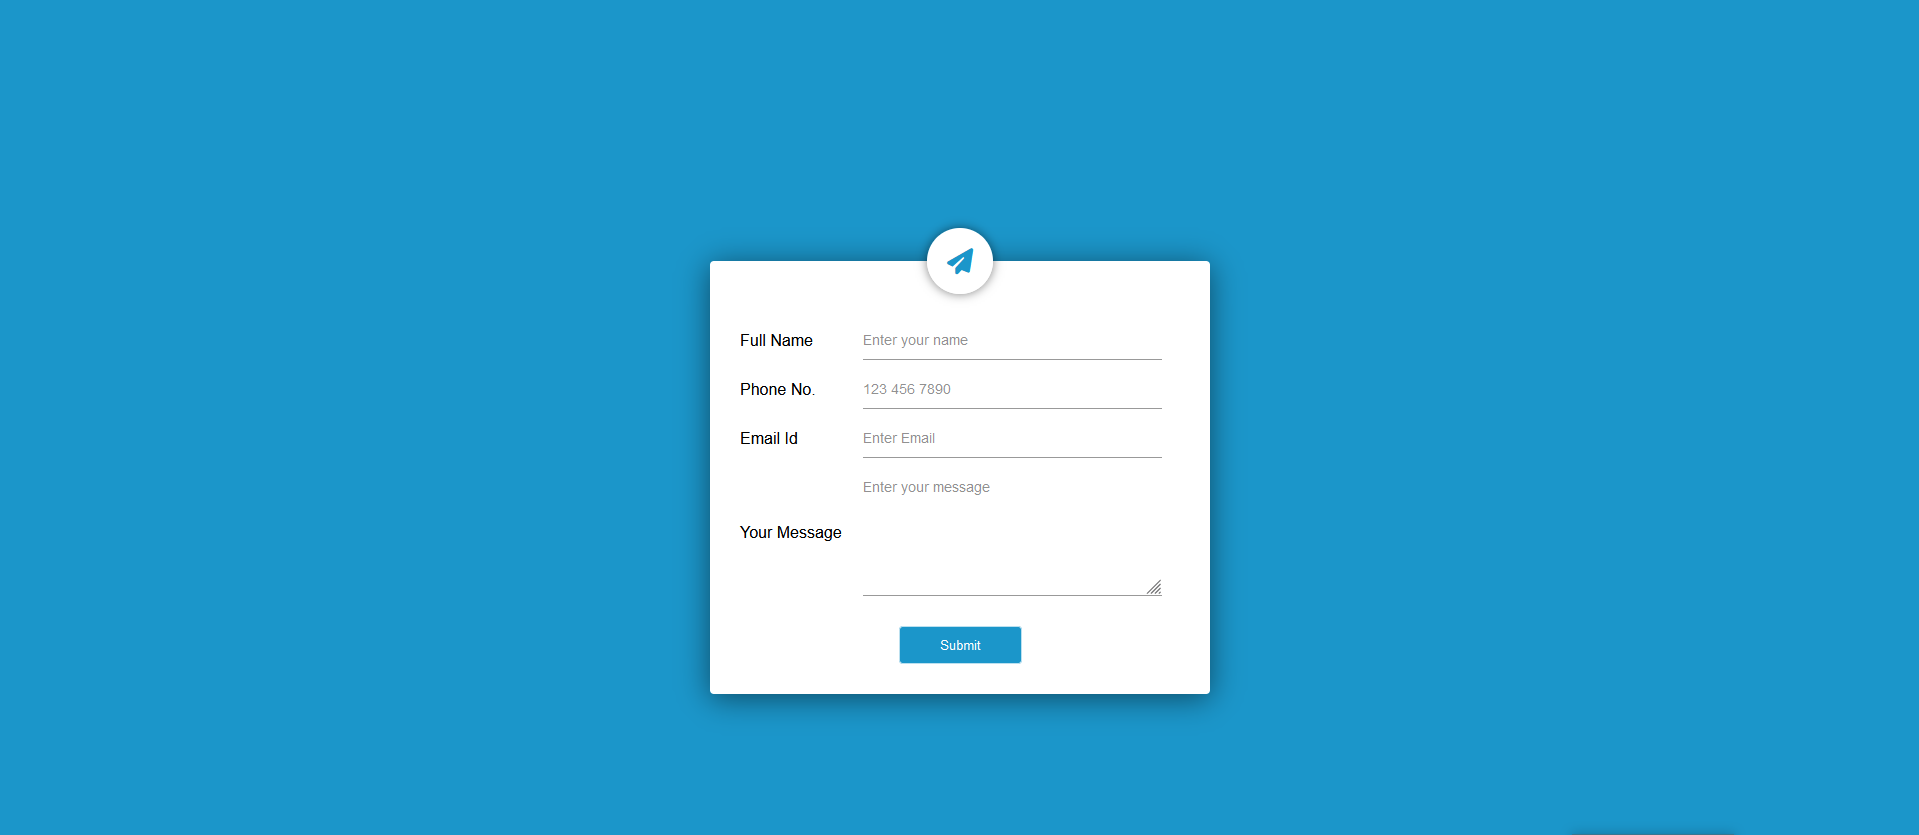 Full Name Enter your name
Phone No. 123 456 7890
Email Id Enter Email
Enter your message
Your Message
Submit